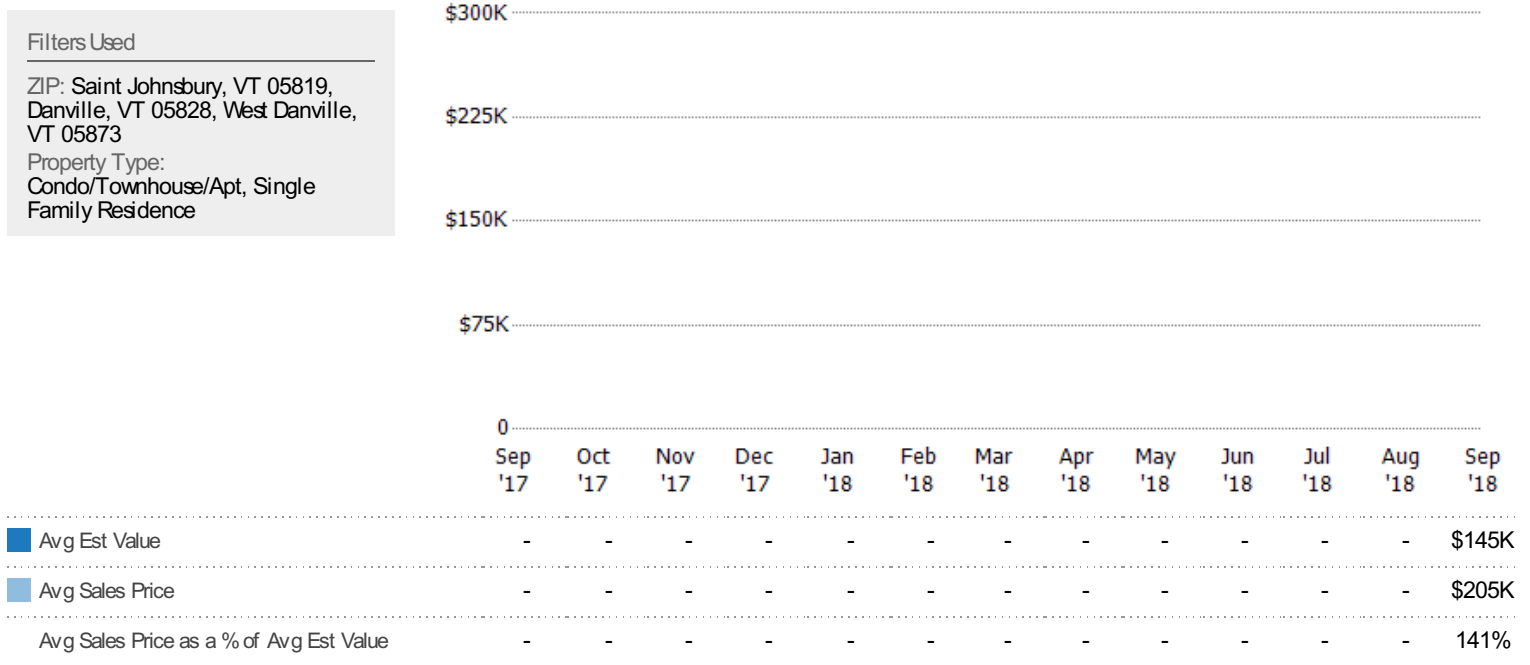 Filters Used
ZIP: Saint Johnsbury, VT 05819,
Danville, VT 05828, West Danville,
VT 05873
Property Type:
Condo/Townhouse/Apt, Single
Family Residence
$300K
$225K
$150K
$75K
0
Sep Oct Nov Dec Jan Feb Mar Apr May Jun Jul Aug Sep
'17 '17 '17 '17 '18 '18 '18 '18 '18 '18 '18 '18 '18
Avg Est Value - - - - - - - - - - - - $145K
Avg Sales Price - - - - - - - - - - - - $205K
Avg Sales Price as a % of Avg Est Value - - - - - - - - - - - - 141%